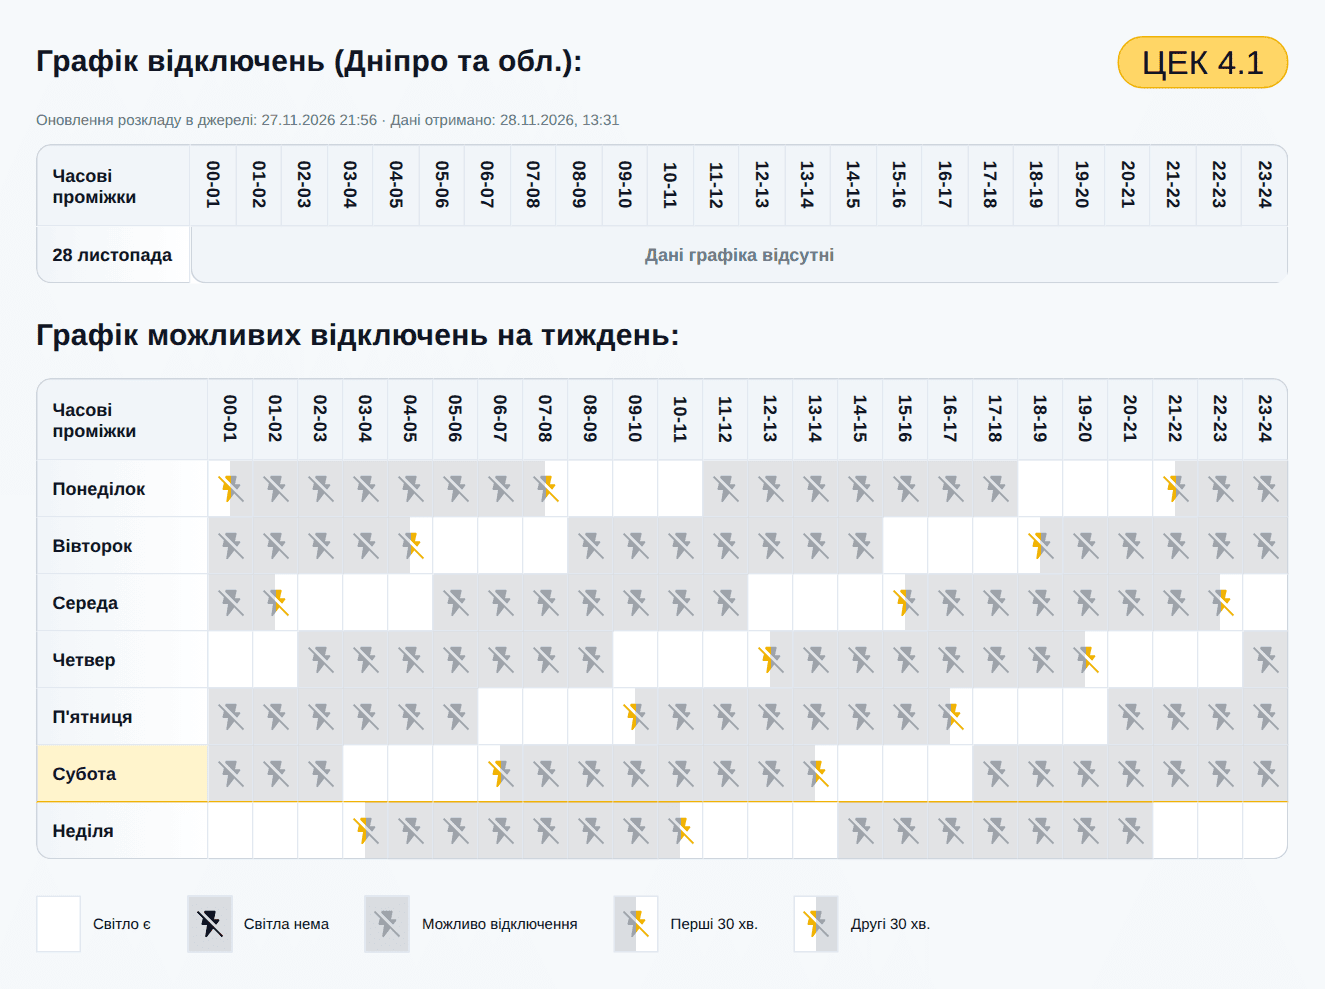 Графік відключень (Дніпро та обл.):
ЦЕК 4.1
Оновлення розкладу в джерелі: 27.11.2026 21:56 · Дані отримано: 28.11.2026, 13:31
Часові проміжки 00-01 01-02 02-03 03-04 04-05 05-06 06-07 07-08 08-09 09-10 10-11 11-12 12-13 13-14 14-15 15-16 16-17 17-18 18-19 19-20 20-21 21-22 22-23 23-24
28 листопада Дані графіка відсутні
Графік можливих відключень на тиждень:
Часові проміжки 00-01 01-02 02-03 03-04 04-05 05-06 06-07 07-08 08-09 09-10 10-11 11-12 12-13 13-14 14-15 15-16 16-17 17-18 18-19 19-20 20-21 21-22 22-23 23-24
Понеділок
Вівторок
Середа
Четвер
П'ятниця
Субота
Неділя
Світло є Світла нема Можливо відключення Перші 30 хв. Другі 30 хв.